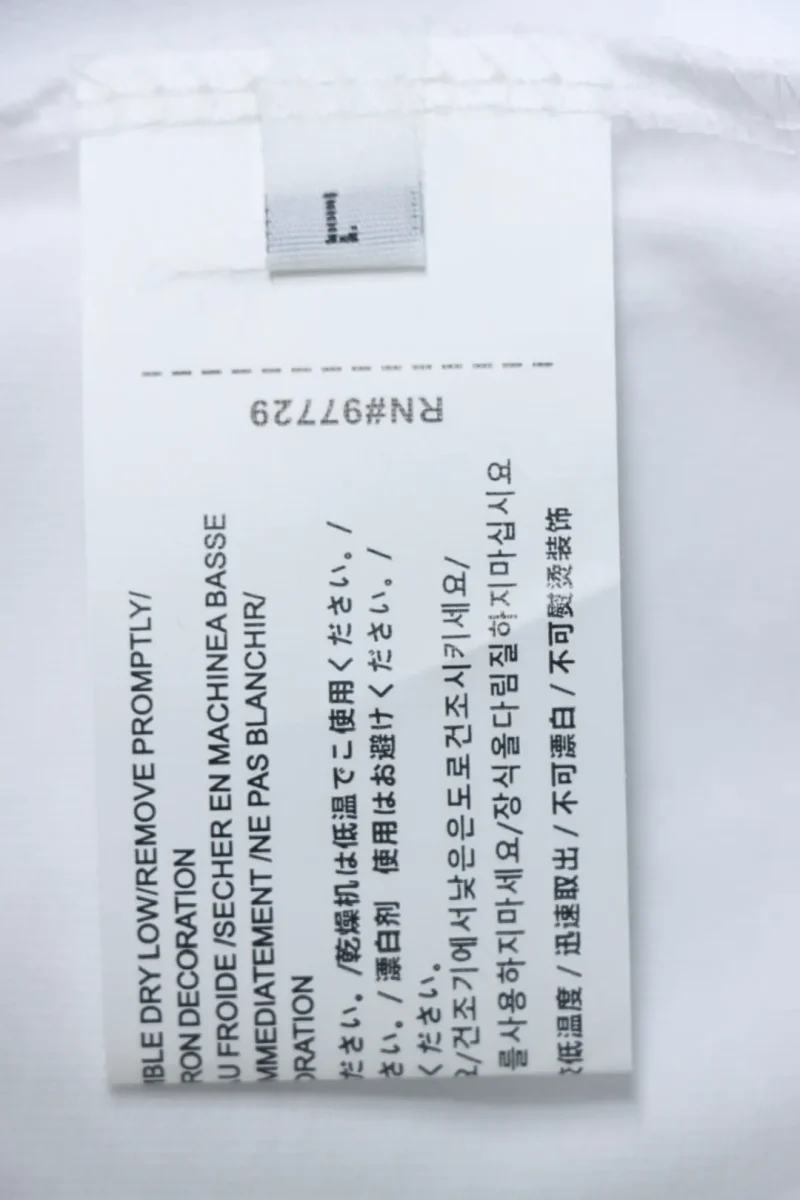 RN#97729
BLE DRY LOW/REMOVE PROMPTLY/
RON DECORATION
U FROIDE /SECHER EN MACHINEA BASSE
MMEDIATEMENT /NE PAS BLANCHIR/
ORATION
ださい。/乾燥机は低温でご使用ください。/
さい。/ 漂白剤 使用はお避けください。/
ください。
요/건조기에서낮은온도로건조시키세요/
를사용하지마세요/장식을다림질하지마십시요
低温度 / 迅速取出 / 不可漂白 / 不可熨烫装饰